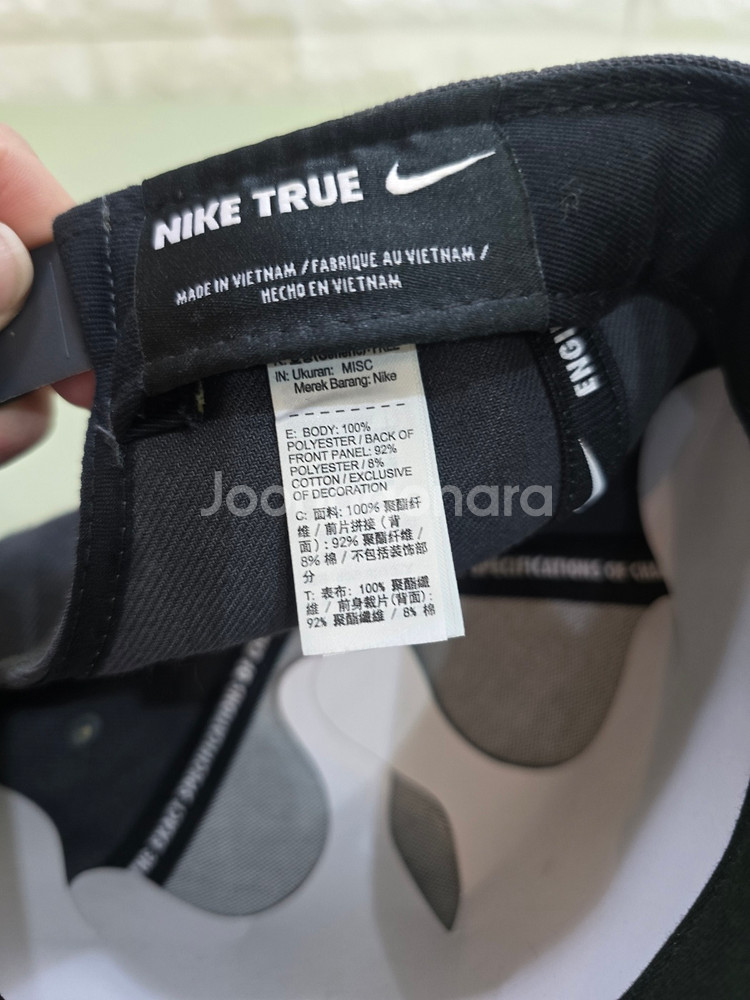 NIKE TRUE
MADE IN VIETNAM / FABRIQUE AU VIETNAM /
HECHO EN VIETNAM
IN: Ukuran: MISC
Merek Barang: Nike
E: BODY: 100%
POLYESTER / BACK OF
FRONT PANEL: 92%
POLYESTER / 8%
COTTON / EXCLUSIVE
OF DECORATION
C: 面料: 100% 聚酯纤
维 / 前片拼接 (背
面) : 92% 聚酯纤维 /
8% 棉 / 不包括装饰部
分
T: 表布: 100% 聚酯纖
維 / 前身裁片(背面):
92% 聚酯纖維 / 8% 棉
ENGI
SPECIFICATIONS OF
EXACT SPECIFICATIONS OF